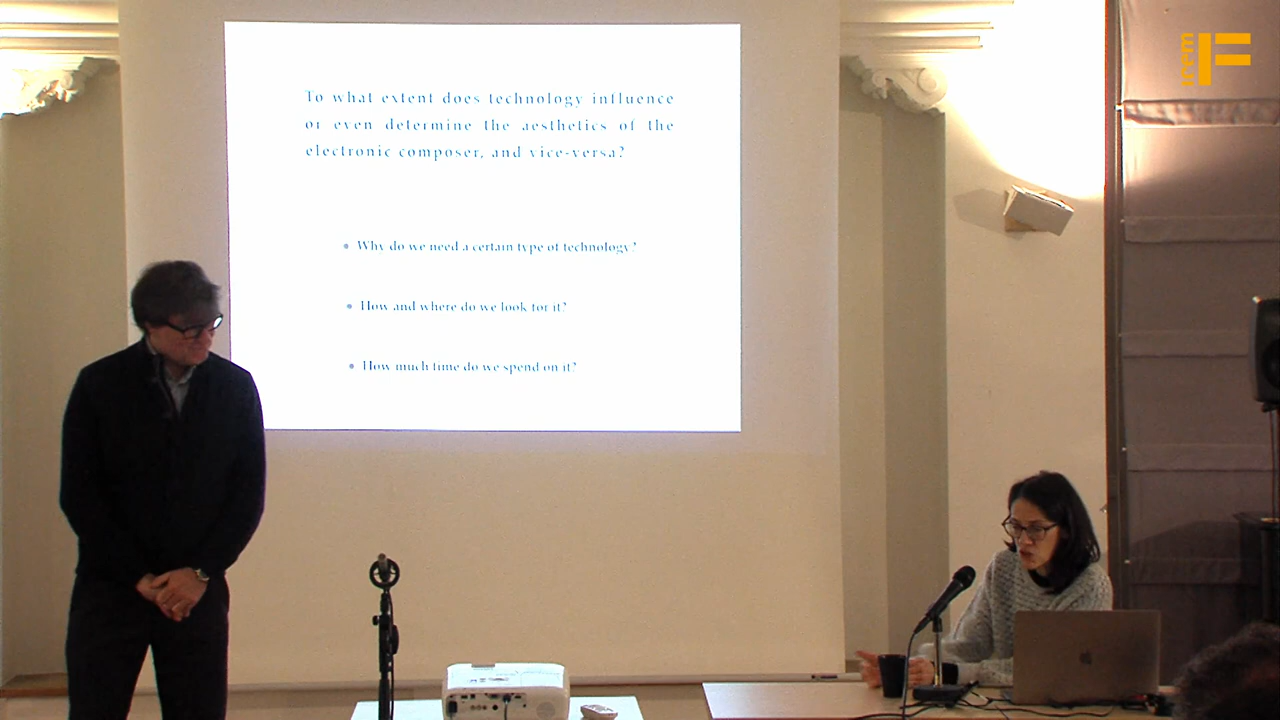 To what extent does technology influence
or even determine the aesthetics of the
electronic composer, and vice-versa?
Why do we need a certain type of technology?
How and where do we look for it?
How much time do we spend on it?